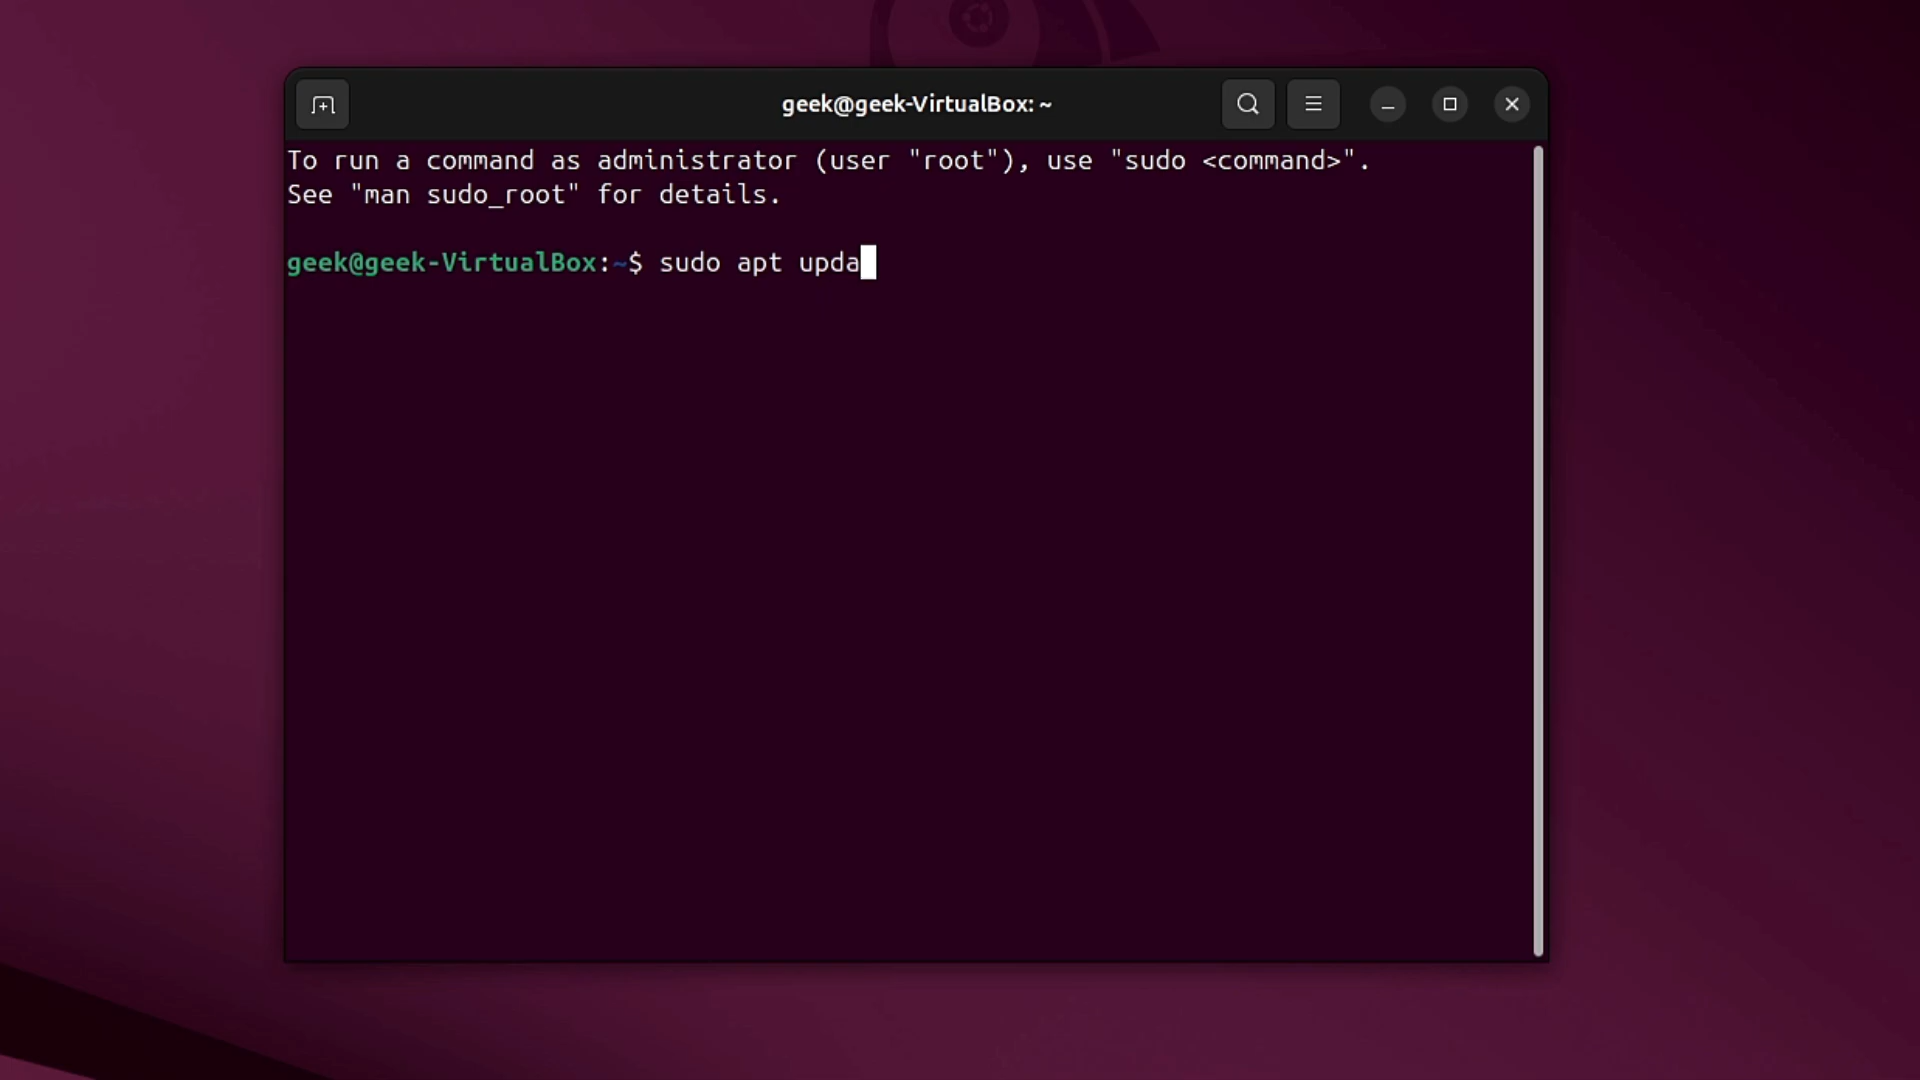 geek@geek-VirtualBox: ~
To run a command as administrator (user "root"), use "sudo <command>".
See "man sudo_root" for details.
geek@geek-VirtualBox:~$ sudo apt upda